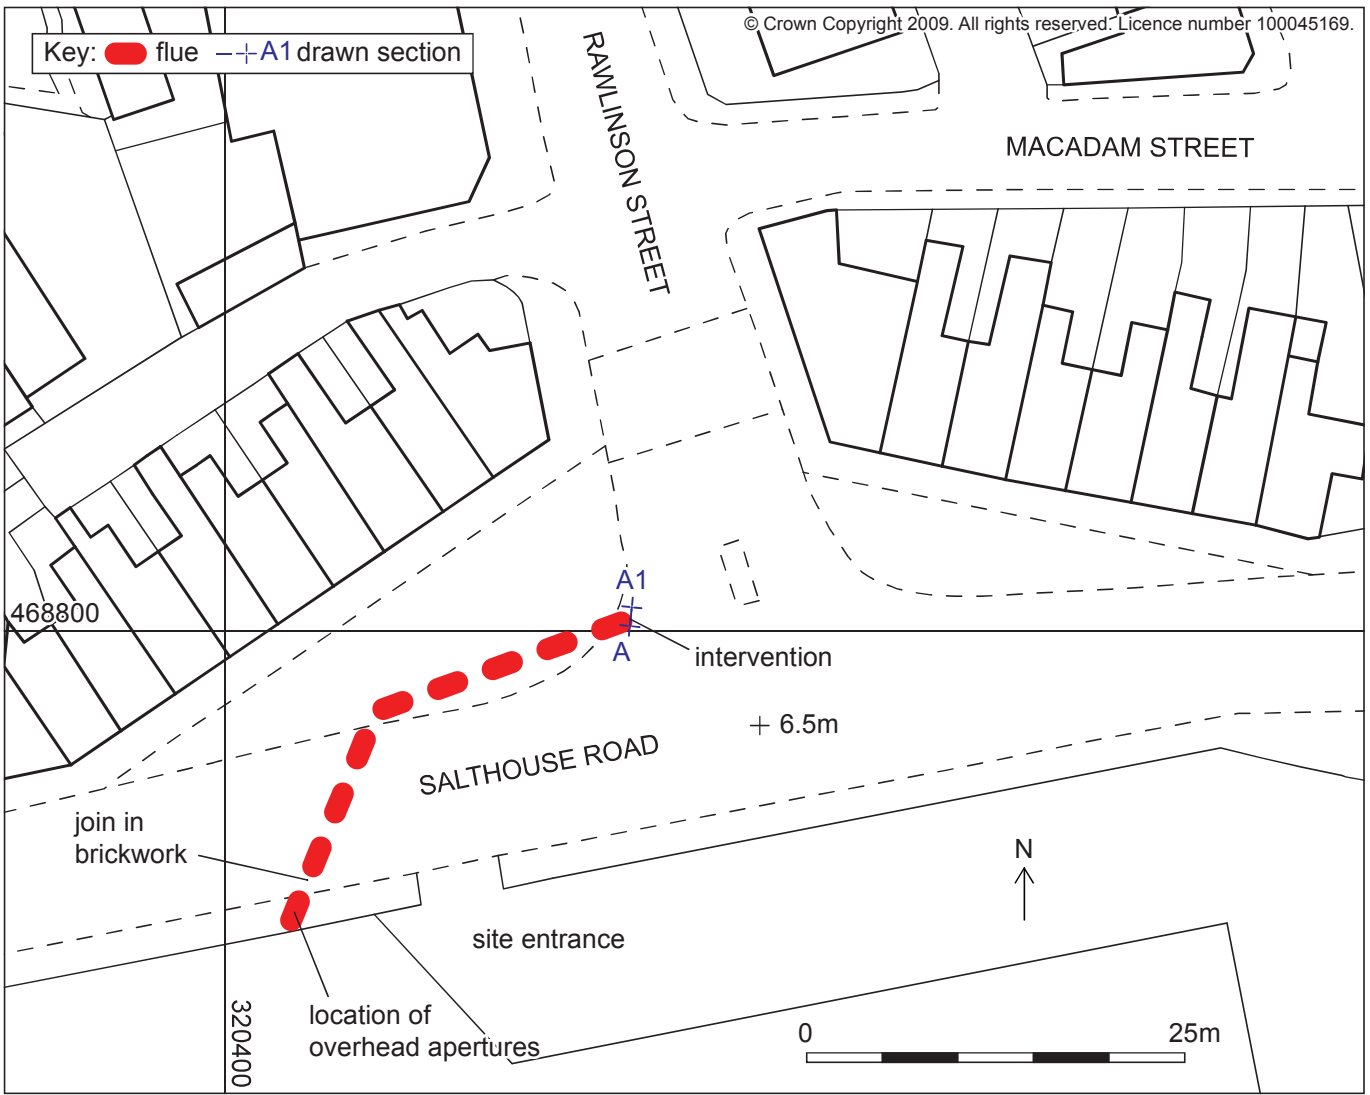 © Crown Copyright 2009. All rights reserved. Licence number 100045169.
Key: flue A1 drawn section
RAWLINSON STREET
MACADAM STREET
A1
468800
A
intervention
6.5m
SALTHOUSE ROAD
join in
brickwork
N
site entrance
320400
location of
overhead apertures
0 25m